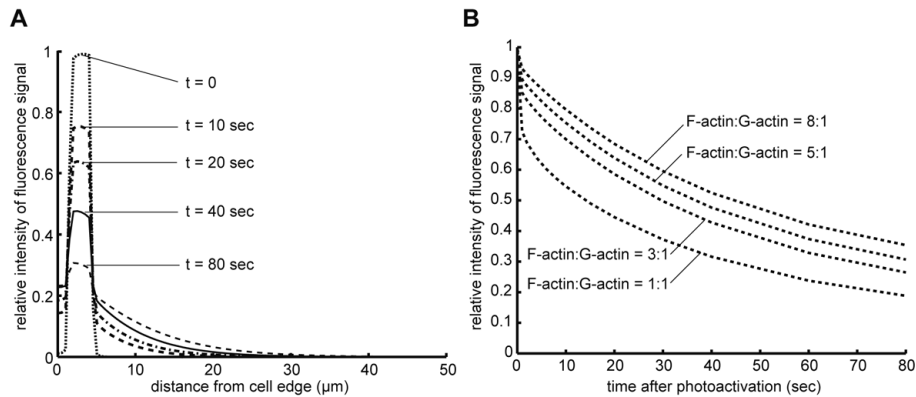 A
relative intensity of fluorescence signal
1
0.8
0.6
0.4
0.2
0
t = 0
t = 10 sec
t = 20 sec
t = 40 sec
t = 80 sec
0
10
20
30
40
50
distance from cell edge (μm)
B
relative intensity of fluorescence signal
1
0.9
0.8
0.7
0.6
0.5
0.4
0.3
0.2
0.1
0
F-actin:G-actin = 8:1
F-actin:G-actin = 5:1
F-actin:G-actin = 3:1
F-actin:G-actin = 1:1
0
10
20
30
40
50
60
70
80
time after photoactivation (sec)